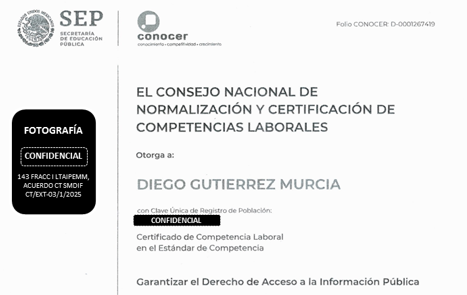 SEP
SECRETARÍA
DE EDUCACIÓN
PÚBLICA
conocer
conocimiento • competitividad • crecimiento
Folio CONOCER: D-0001267419
EL CONSEJO NACIONAL DE
NORMALIZACIÓN Y CERTIFICACIÓN DE
COMPETENCIAS LABORALES
FOTOGRAFÍA
CONFIDENCIAL
143 FRACC I LTAIPEMM,
ACUERDO CT SMDIF
CT/EXT-03/1/2025
Otorga a:
DIEGO GUTIERREZ MURCIA
con Clave Única de Registro de Población:
CONFIDENCIAL
Certificado de Competencia Laboral
en el Estándar de Competencia
Garantizar el Derecho de Acceso a la Información Pública